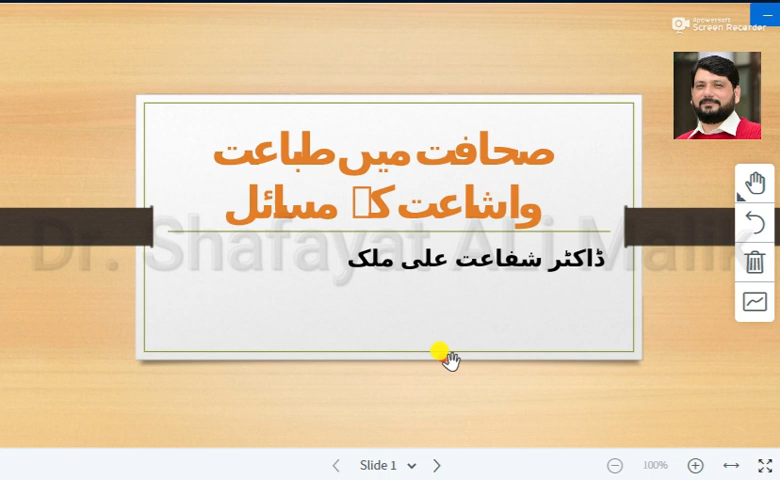 Apowersoft
Screen Recorder
صحافت میں طباعت
واشاعت ک□ مسائل
ڈاکٹر شفاعت علی ملک
Dr. Shafayat Ali Malik
Slide 1
100%